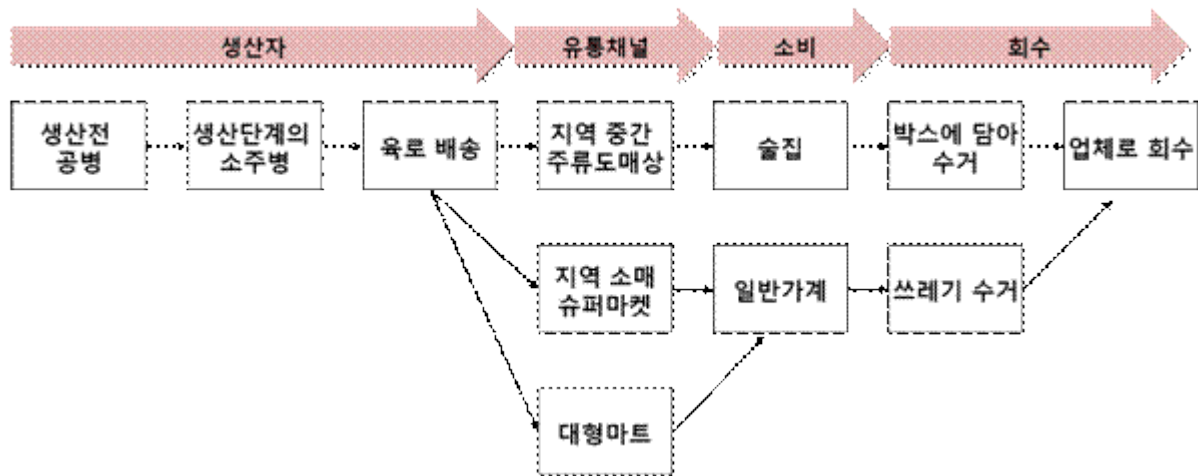 생산자
유통채널
소비
회수
생산전
공병
생산단계의
소주병
육로 배송
지역 중간
주류도매상
술집
박스에 담아
수거
업체로 회수
지역 소매
슈퍼마켓
일반가계
쓰레기 수거
대형마트